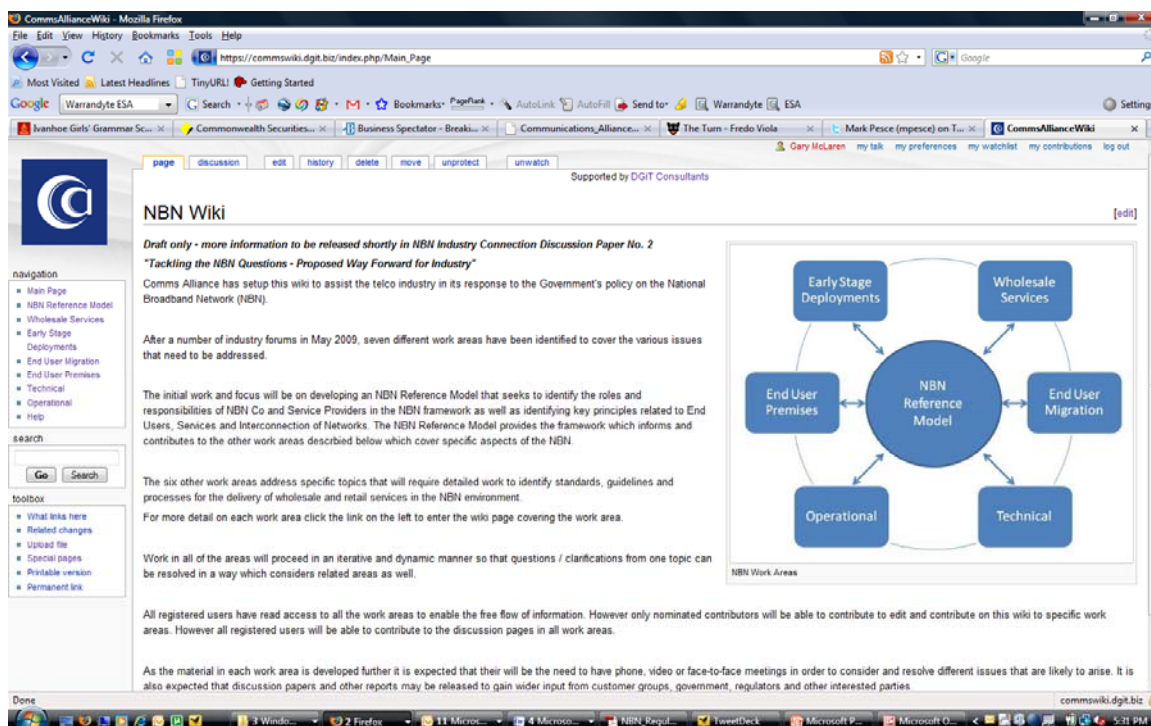 CommsAllianceWiki - Mozilla Firefox
File Edit View History Bookmarks Tools Help
https://commswiki.dgit.biz/index.php/Main_Page
Google
Most Visited Latest Headlines TinyURL! Getting Started
Google Warrandyte ESA Search Bookmarks PageRank AutoLink AutoFill Send to Warrandyte ESA Setting
Ivanhoe Girls' Grammar Sc... Commonwealth Securities... Business Spectator - Breaki... Communications_Alliance... The Turn - Fredo Viola Mark Pesce (mpesce) on T... CommsAllianceWiki
Gary McLaren my talk my preferences my watchlist my contributions log out
page discussion edit history delete move unprotect unwatch
Supported by DGIT Consultants
NBN Wiki
[edit]
Draft only - more information to be released shortly in NBN Industry Connection Discussion Paper No. 2
"Tackling the NBN Questions - Proposed Way Forward for Industry"
Comms Alliance has setup this wiki to assist the telco industry in its response to the Government's policy on the National
Broadband Network (NBN).
After a number of industry forums in May 2009, seven different work areas have been identified to cover the various issues
that need to be addressed.
The initial work and focus will be on developing an NBN Reference Model that seeks to identify the roles and
responsibilities of NBN Co and Service Providers in the NBN framework as well as identifying key principles related to End
Users, Services and Interconnection of Networks. The NBN Reference Model provides the framework which informs and
contributes to the other work areas described below which cover specific aspects of the NBN.
The six other work areas address specific topics that will require detailed work to identify standards, guidelines and
processes for the delivery of wholesale and retail services in the NBN environment.
For more detail on each work area click the link on the left to enter the wiki page covering the work area.
Work in all of the areas will proceed in an iterative and dynamic manner so that questions / clarifications from one topic can
be resolved in a way which considers related areas as well.
All registered users have read access to all the work areas to enable the free flow of information. However only nominated contributors will be able to contribute to edit and contribute on this wiki to specific work
areas. However all registered users will be able to contribute to the discussion pages in all work areas.
As the material in each work area is developed further it is expected that their will be the need to have phone, video or face-to-face meetings in order to consider and resolve different issues that are likely to arise. It is
also expected that discussion papers and other reports may be released to gain wider input from customer groups, government, regulators and other interested parties
Early Stage
Deployments
Wholesale
Services
End User
Premises
NBN
Reference
Model
End User
Migration
Operational
Technical
NBN Work Areas
navigation
Main Page
NBN Reference Model
Wholesale Services
Early Stage
Deployments
End User Migration
End User Premises
Technical
Operational
Help
search
Go Search
toolbox
What links here
Related changes
Upload file
Special pages
Printable version
Permanent link
Done
commswiki.dgit.biz
3 Windo... 2 Firefox 11 Micros... 4 Microso... NBN_Regul... TweetDeck Microsoft P... Microsoft O... 5:31 PM